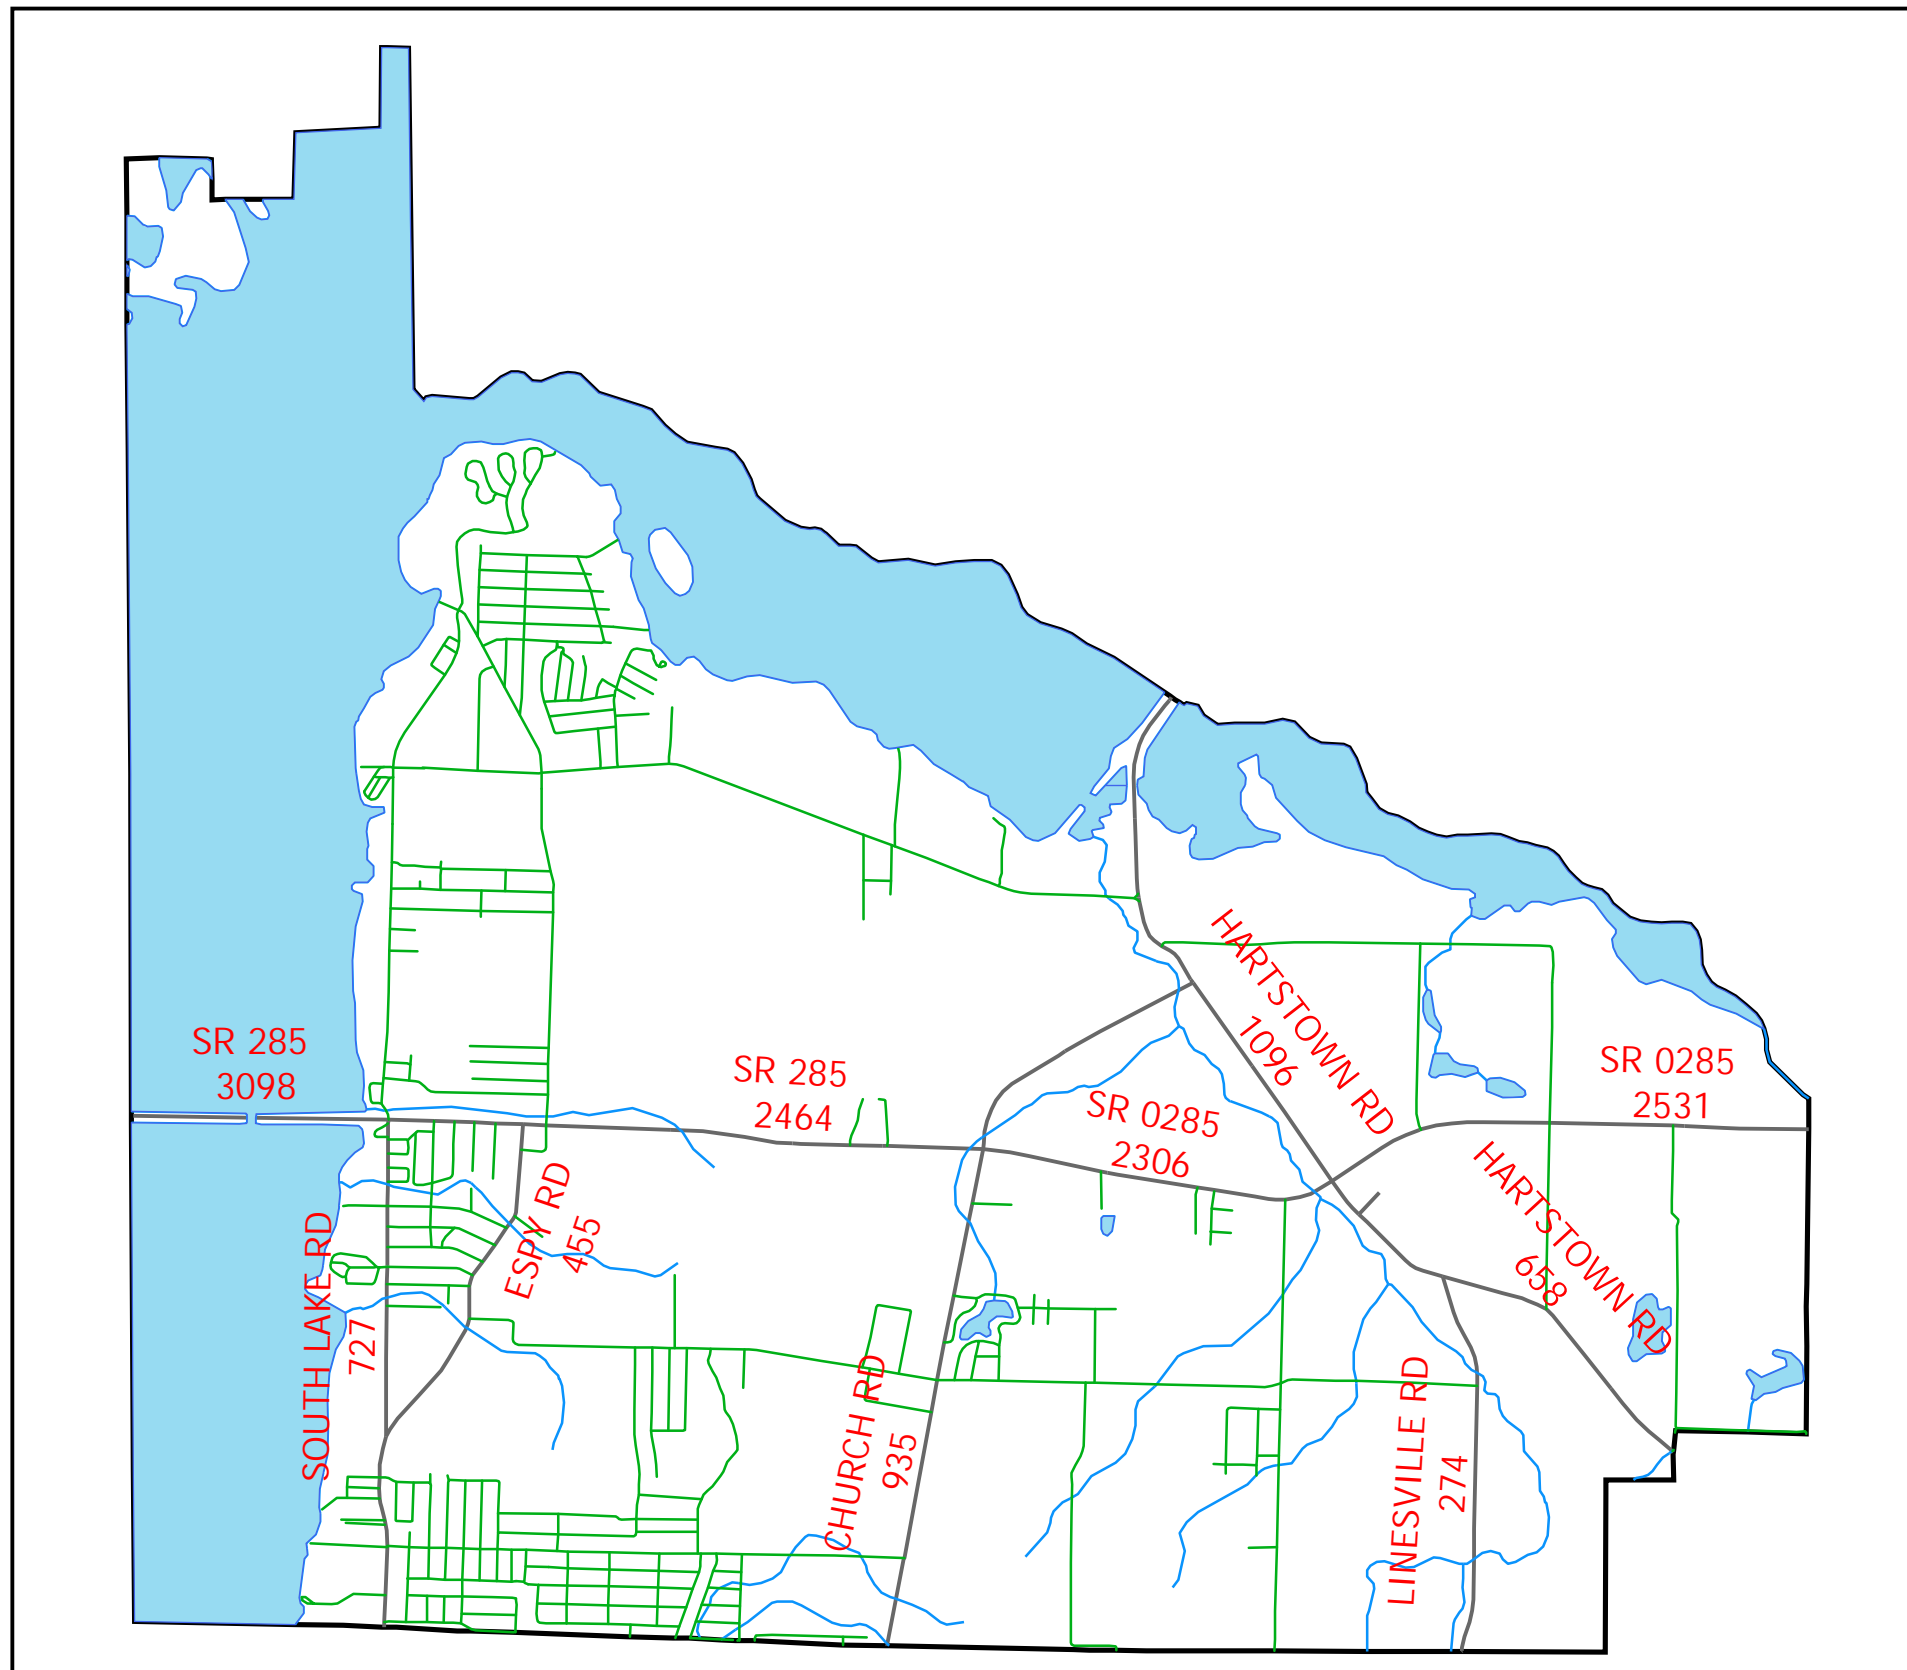 HARTSTOWN RD
1096
SR 285
3098
SR 285
2464
SR 0285
2306
SR 0285
2531
HARTSTOWN RD
658
ESPY RD
455
SOUTH LAKE RD
727
CHURCH RD
935
LINESVILLE RD
274